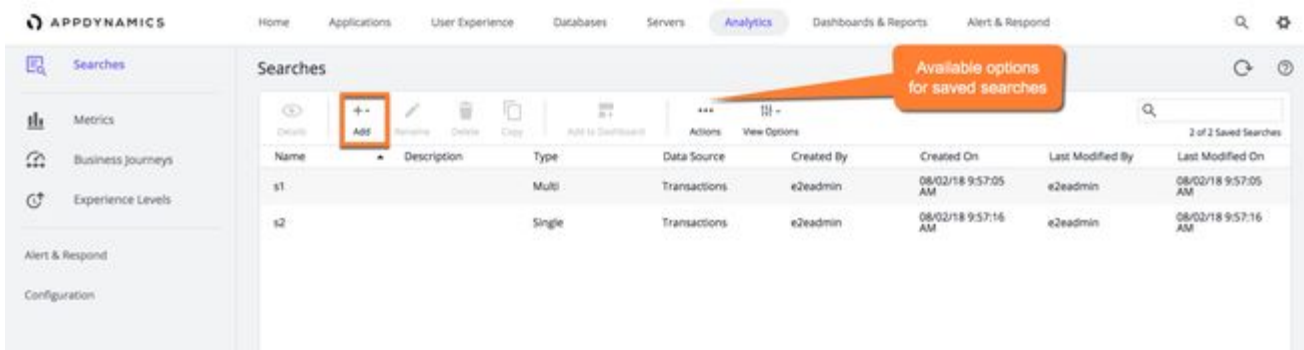 APPDYNAMICS
Home Applications User Experience Databases Servers Analytics Dashboards & Reports Alert & Respond
Searches
Searches
Available options
for saved searches
Details Add Rename Delete Copy Add to Dashboard Actions View Options
2 of 2 Saved Searches
Metrics
Business Journeys
Experience Levels
Alert & Respond
Configuration
Name Description Type Data Source Created By Created On Last Modified By Last Modified On
s1 Multi Transactions e2eadmin 08/02/18 9:57:05 AM e2eadmin 08/02/18 9:57:05 AM
s2 Single Transactions e2eadmin 08/02/18 9:57:16 AM e2eadmin 08/02/18 9:57:16 AM